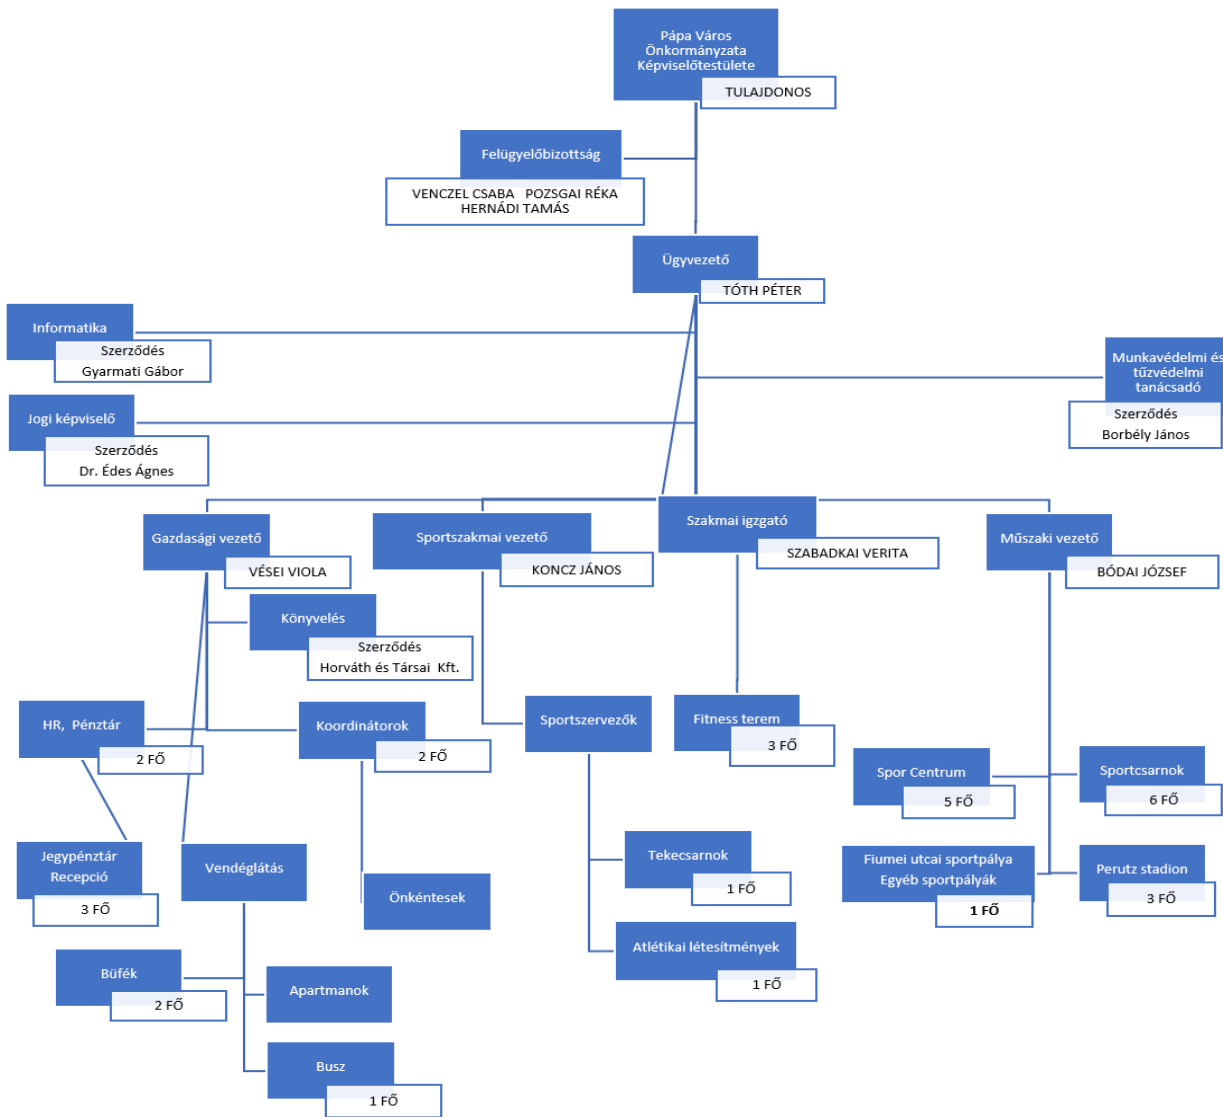 Pápa Város
Önkormányzata
Képviselőtestülete
TULAJDONOS
Felügyelőbizottság
VENCZEL CSABA   POZSGAI RÉKA
HERNÁDI TAMÁS
Ügyvezető
TÓTH PÉTER
Informatika
Szerződés
Gyarmati Gábor
Munkavédelmi és
tűzvédelmi
tanácsadó
Szerződés
Borbély János
Jogi képviselő
Szerződés
Dr. Édes Ágnes
Gazdasági vezető
VÉSEI VIOLA
Sportszakmai vezető
KONCZ JÁNOS
Szakmai igzgató
SZABADKAI VERITA
Műszaki vezető
BÓDAI JÓZSEF
Könyvelés
Szerződés
Horváth és Társai  Kft.
HR,  Pénztár
2 FŐ
Koordinátorok
2 FŐ
Sportszervezők
Fitness terem
3 FŐ
Spor Centrum
5 FŐ
Sportcsarnok
6 FŐ
Jegypénztár
Recepció
3 FŐ
Vendéglátás
Önkéntesek
Tekecsarnok
1 FŐ
Fiumei utcai sportpálya
Egyéb sportpályák
1 FŐ
Perutz stadion
3 FŐ
Atlétikai létesítmények
1 FŐ
Büfék
2 FŐ
Apartmanok
Busz
1 FŐ